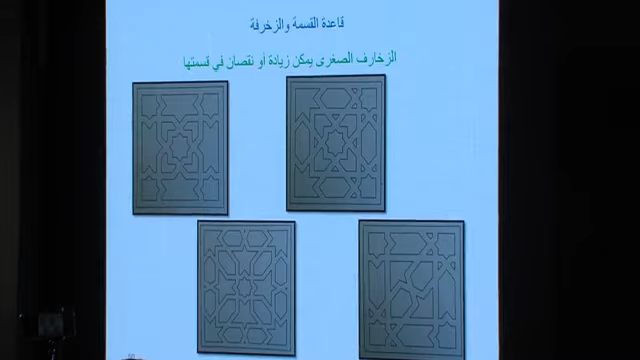 قاعدة القسمة والزخرفة
الزخارف الصغرى يمكن زيادة أو نقصان في قسمتها